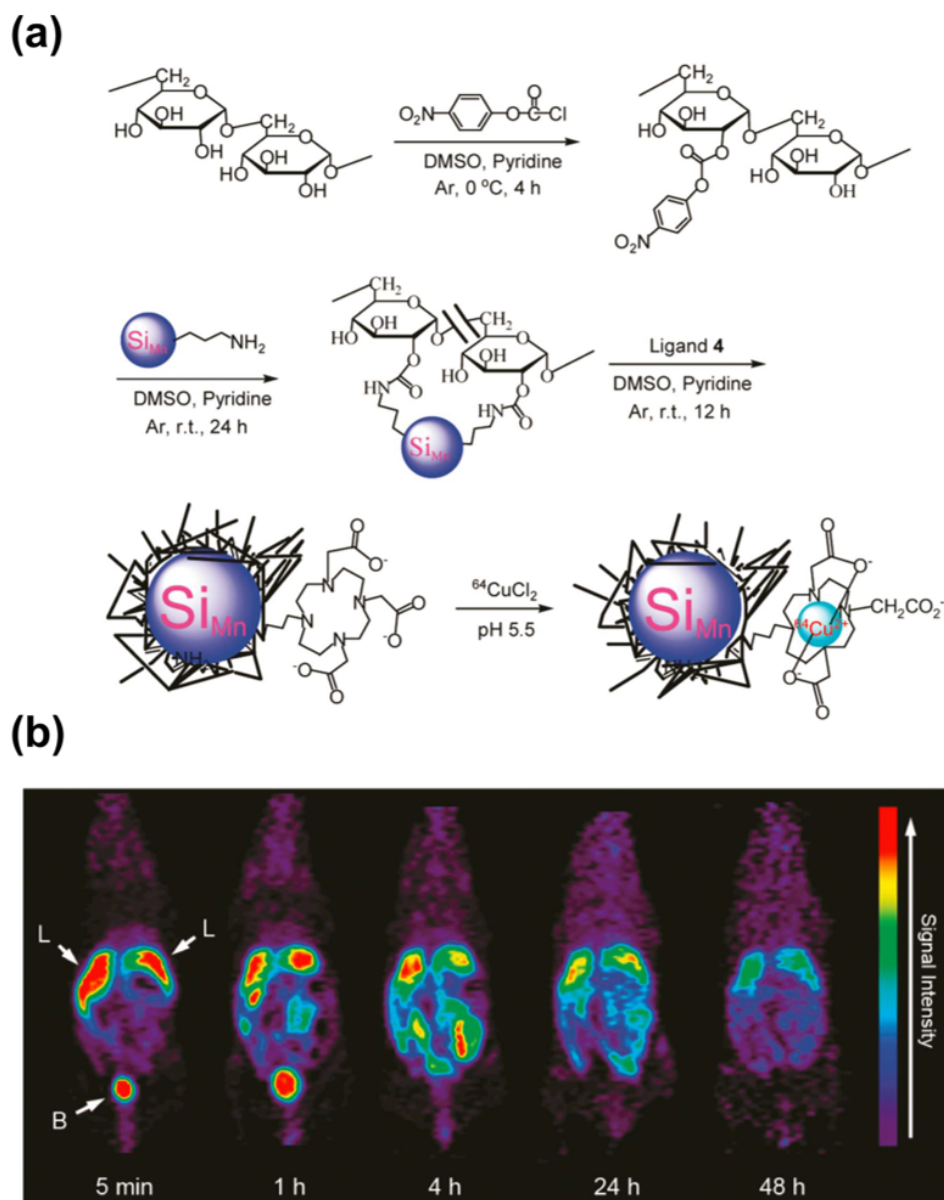 (a)
CH2
O
OH
HO
OH
O
CH2
O
OH
HO
OH
O
O2N
O
O
C
Cl
DMSO, Pyridine
Ar, 0 °C, 4 h
CH2
O
OH
HO
O
O
CH2
O
OH
HO
OH
O
O
O
O2N
SiMn
NH2
DMSO, Pyridine
Ar, r.t., 24 h
CH2
O
OH
HO
O
CH2
O
OH
HO
O
O
HN
O
HN
O
SiMn
Ligand 4
DMSO, Pyridine
Ar, r.t., 12 h
SiMn
NH
O
O-
N
N
N
N
O
O-
-O
O
64CuCl2
pH 5.5
SiMn
O
O-
N
CH2CO2-
64Cu2+
O-
O
(b)
L
L
B
5 min
1 h
4 h
24 h
48 h
Signal Intensity